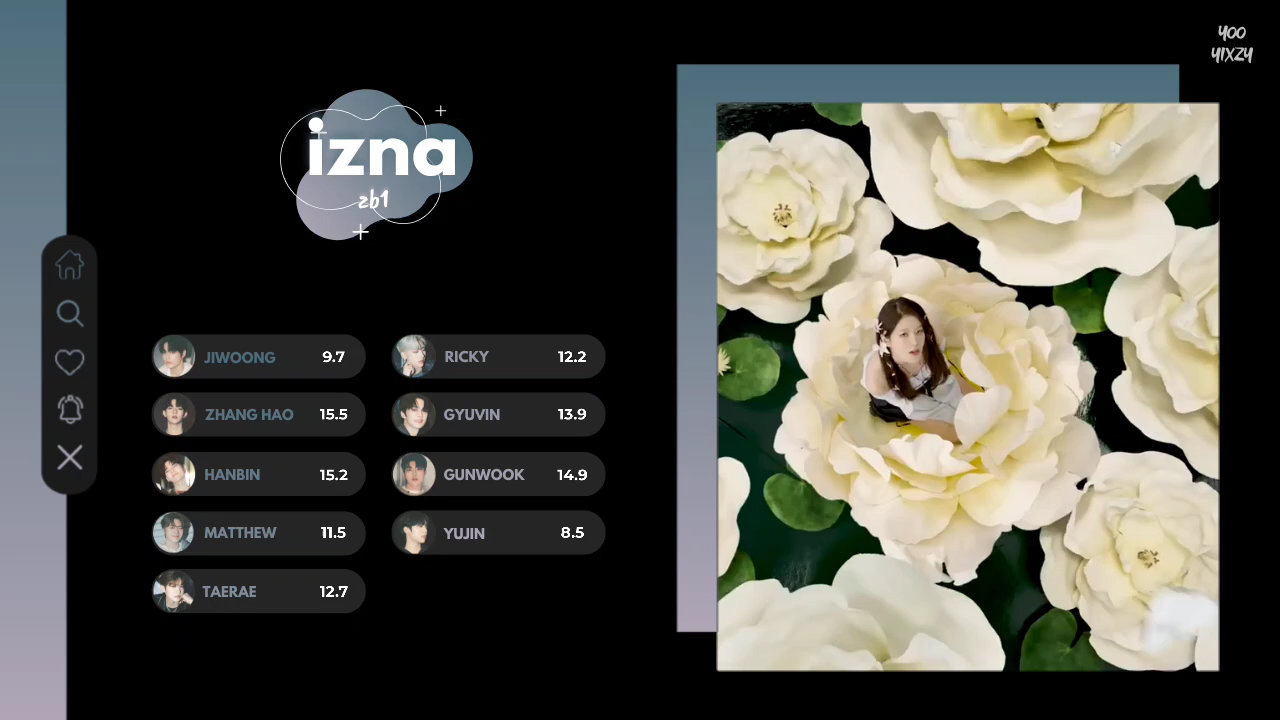 YOO
YIXZY
izna
zb1
JIWOONG 9.7
ZHANG HAO 15.5
HANBIN 15.2
MATTHEW 11.5
TAERAE 12.7
RICKY 12.2
GYUVIN 13.9
GUNWOOK 14.9
YUJIN 8.5